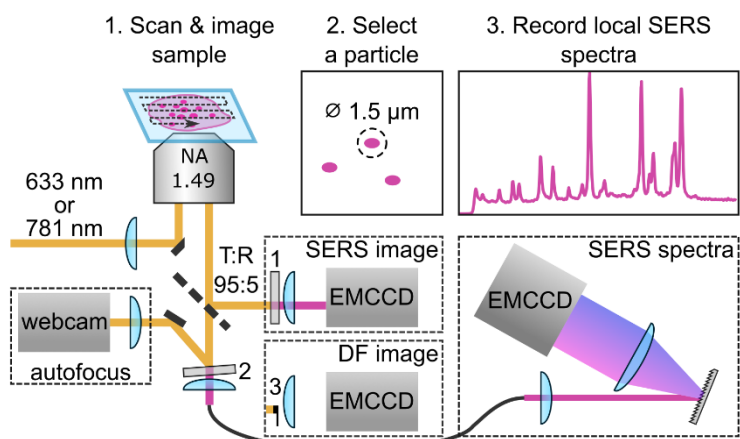 1. Scan & image
sample
2. Select
a particle
3. Record local SERS
spectra
Ø 1.5 µm
NA
1.49
633 nm
or
781 nm
T:R
95:5
SERS image
1
EMCCD
SERS spectra
EMCCD
webcam
autofocus
2
DF image
3
EMCCD